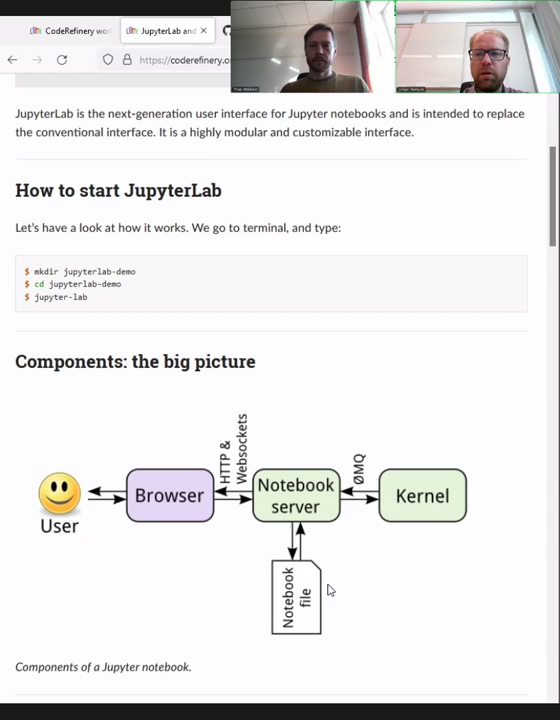 CodeRefinery wor
JupyterLab and
https://coderefinery.o
JupyterLab is the next-generation user interface for Jupyter notebooks and is intended to replace
the conventional interface. It is a highly modular and customizable interface.
How to start JupyterLab
Let's have a look at how it works. We go to terminal, and type:
$ mkdir jupyterlab-demo
$ cd jupyterlab-demo
$ jupyter-lab
Components: the big picture
HTTP &
Websockets
ØMQ
Browser
Notebook
server
Kernel
User
Notebook
file
Components of a Jupyter notebook.